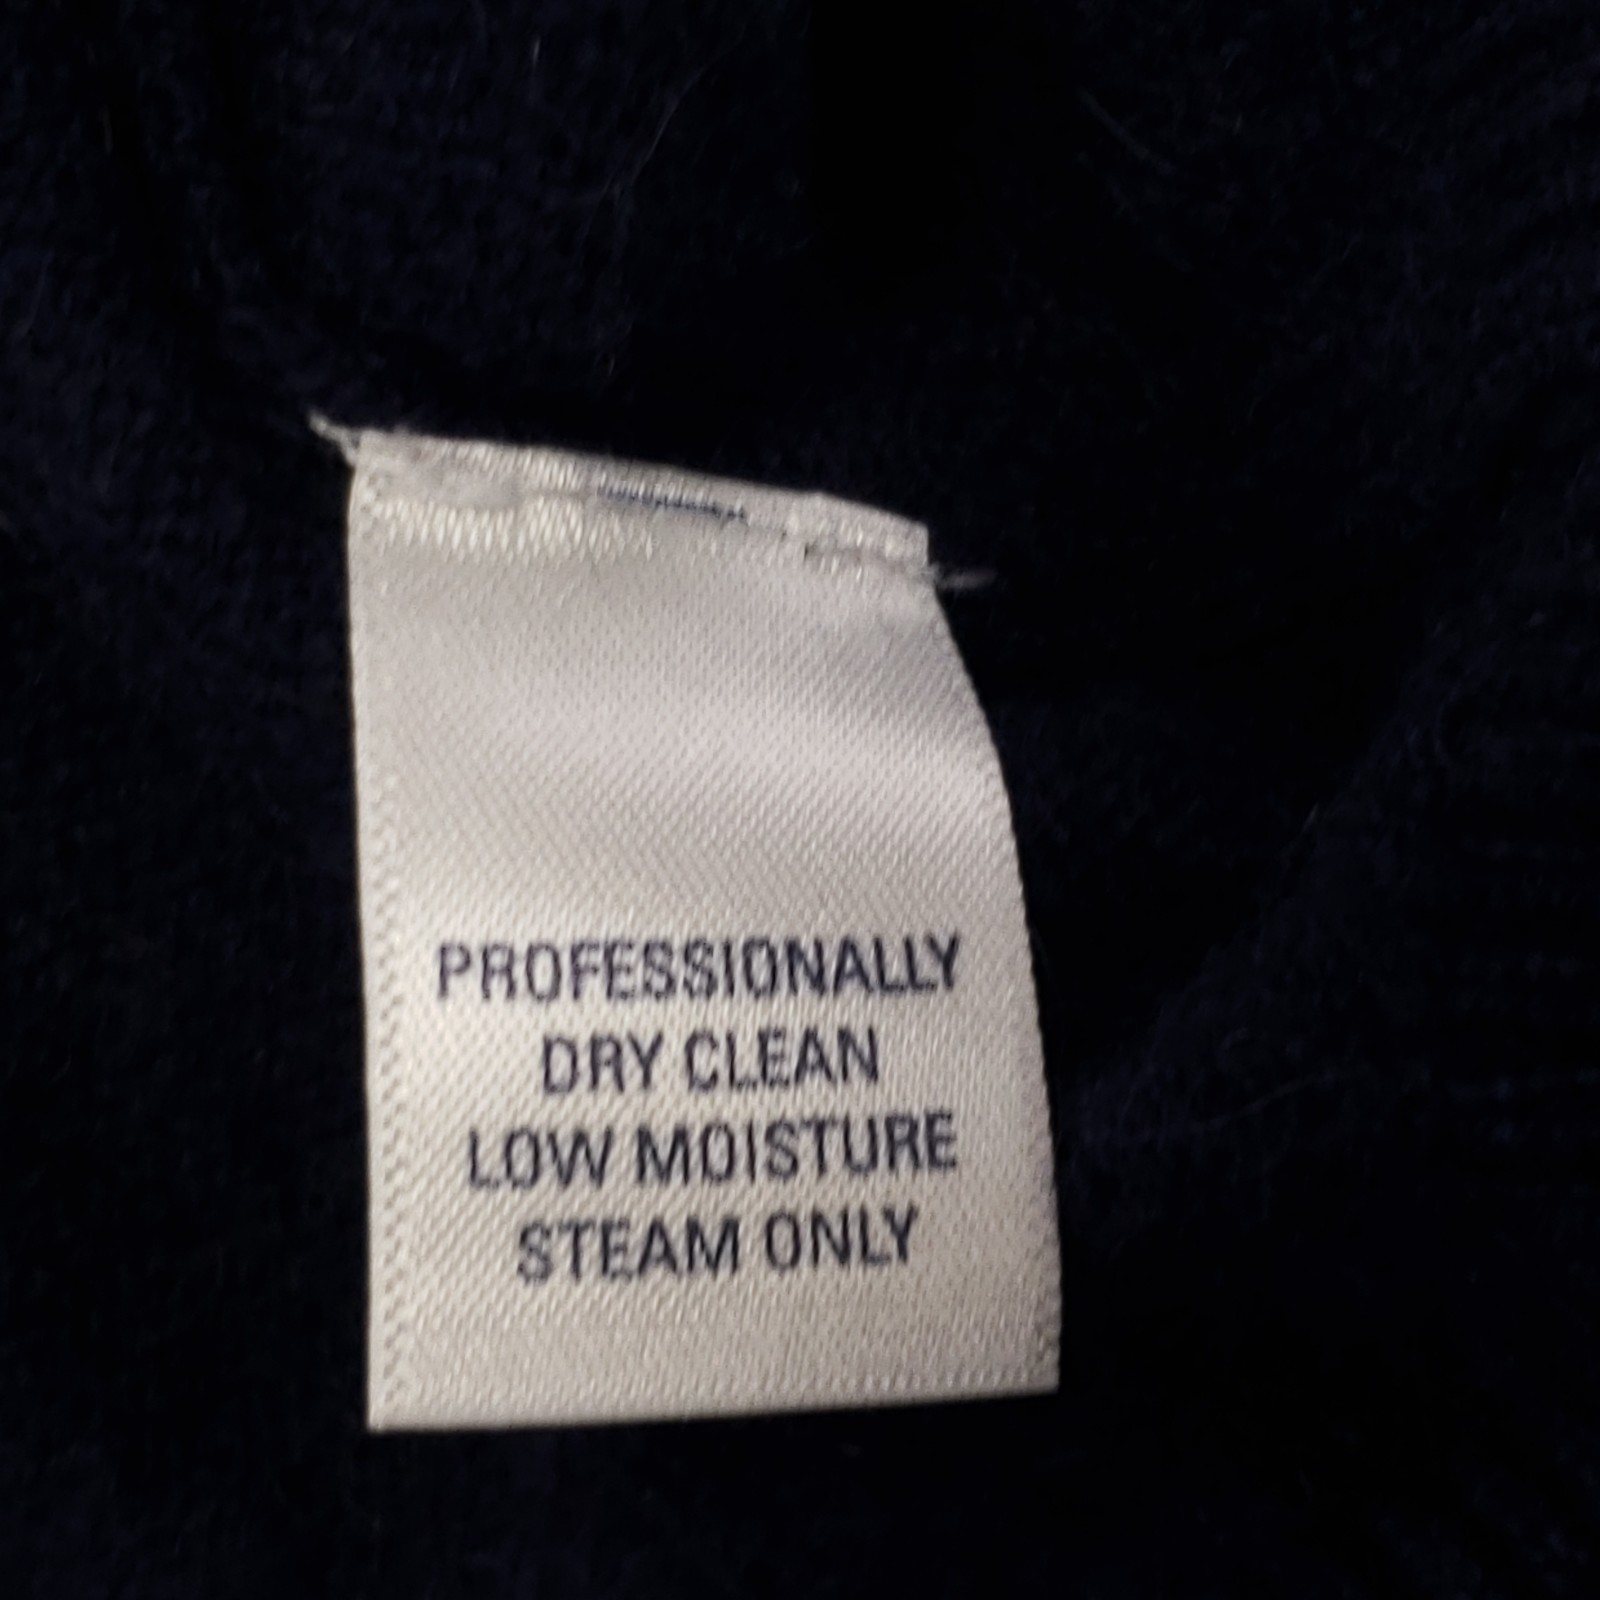 PROFESSIONALLY
DRY CLEAN
LOW MOISTURE
STEAM ONLY